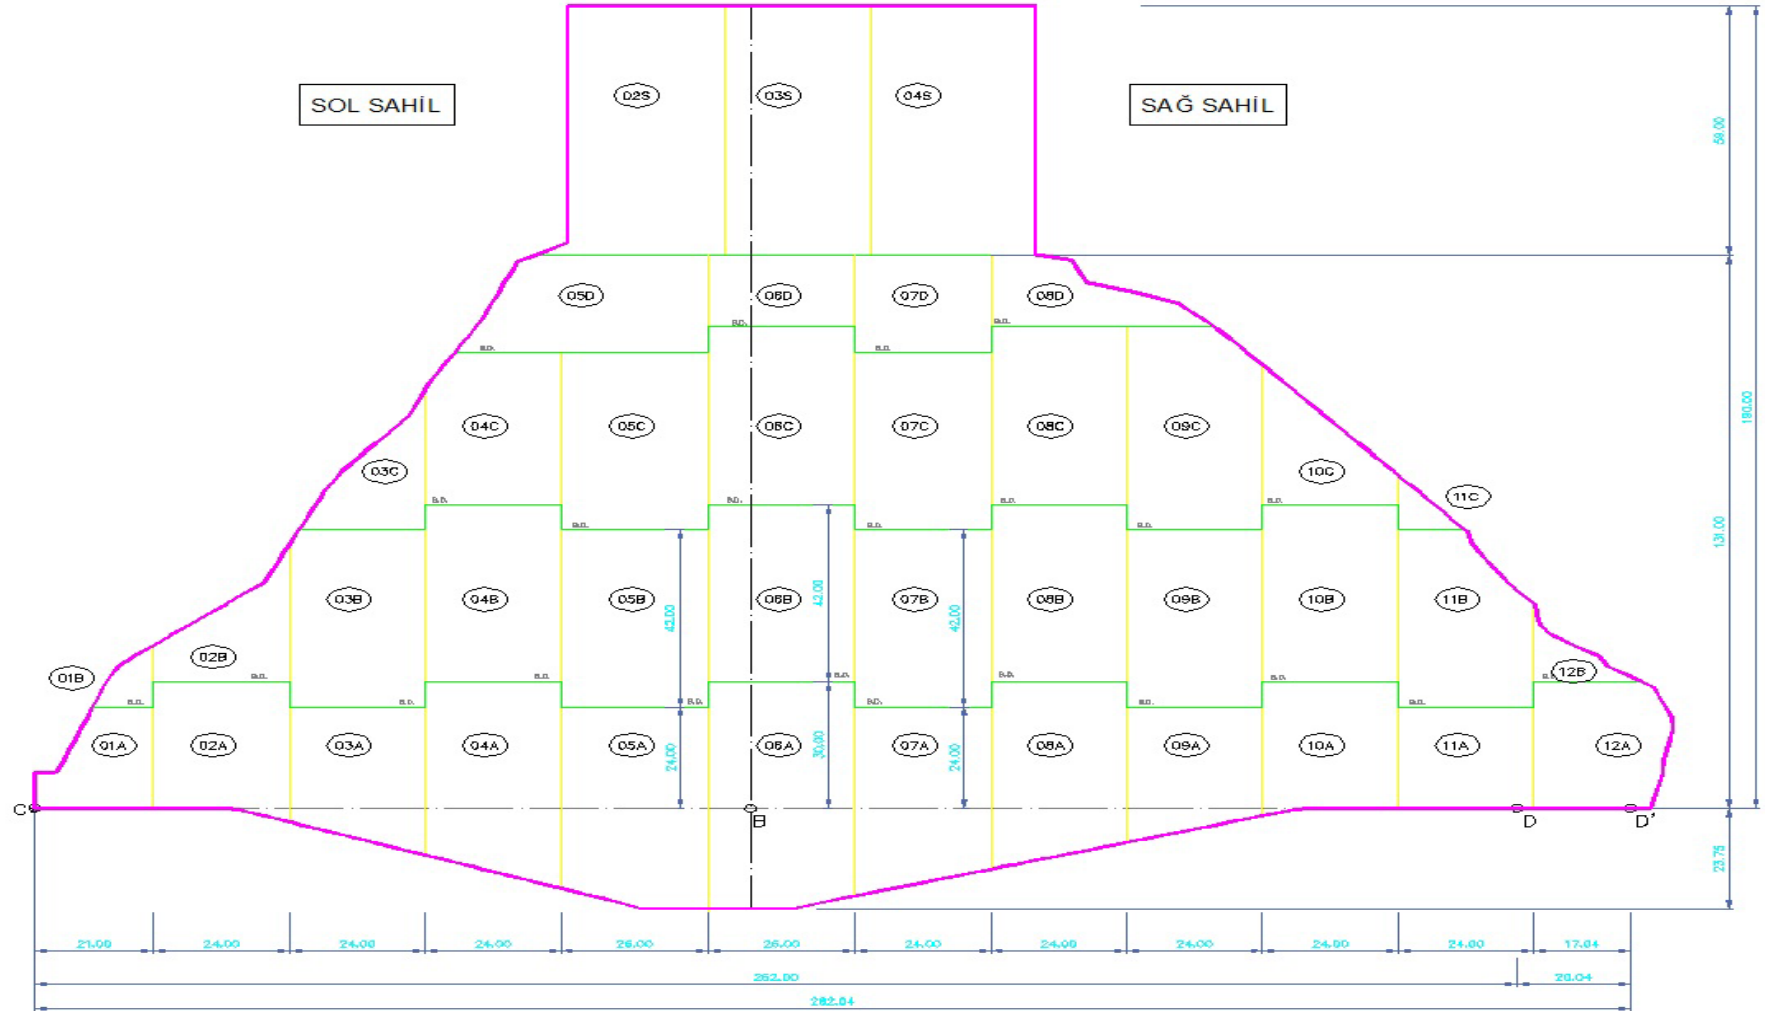 02S 03S 04S
SOL SAHİL SAĞ SAHİL
59.00
05D 06D 07D 08D
B.D. B.D.
B.D. B.D.
190.00
04C 05C 06C 07C 08C 09C
03C 10C
11C
B.D. B.D. B.D. B.D.
B.D. B.D. B.D.
131.00
03B 04B 05B 06B 07B 08B 09B 10B 11B
42.00 42.00 42.00
02B
12B
01B
B.D. B.D. B.D. B.D. B.D.
B.D. B.D. B.D. B.D. B.D. B.D.
01A 02A 03A 04A 05A 06A 07A 08A 09A 10A 11A 12A
24.00 30.00 24.00
C B D D'
23.75
21.00 24.00 24.00 24.00 26.00 26.00 24.00 24.00 24.00 24.00 24.00 17.04
262.00 20.04
282.04